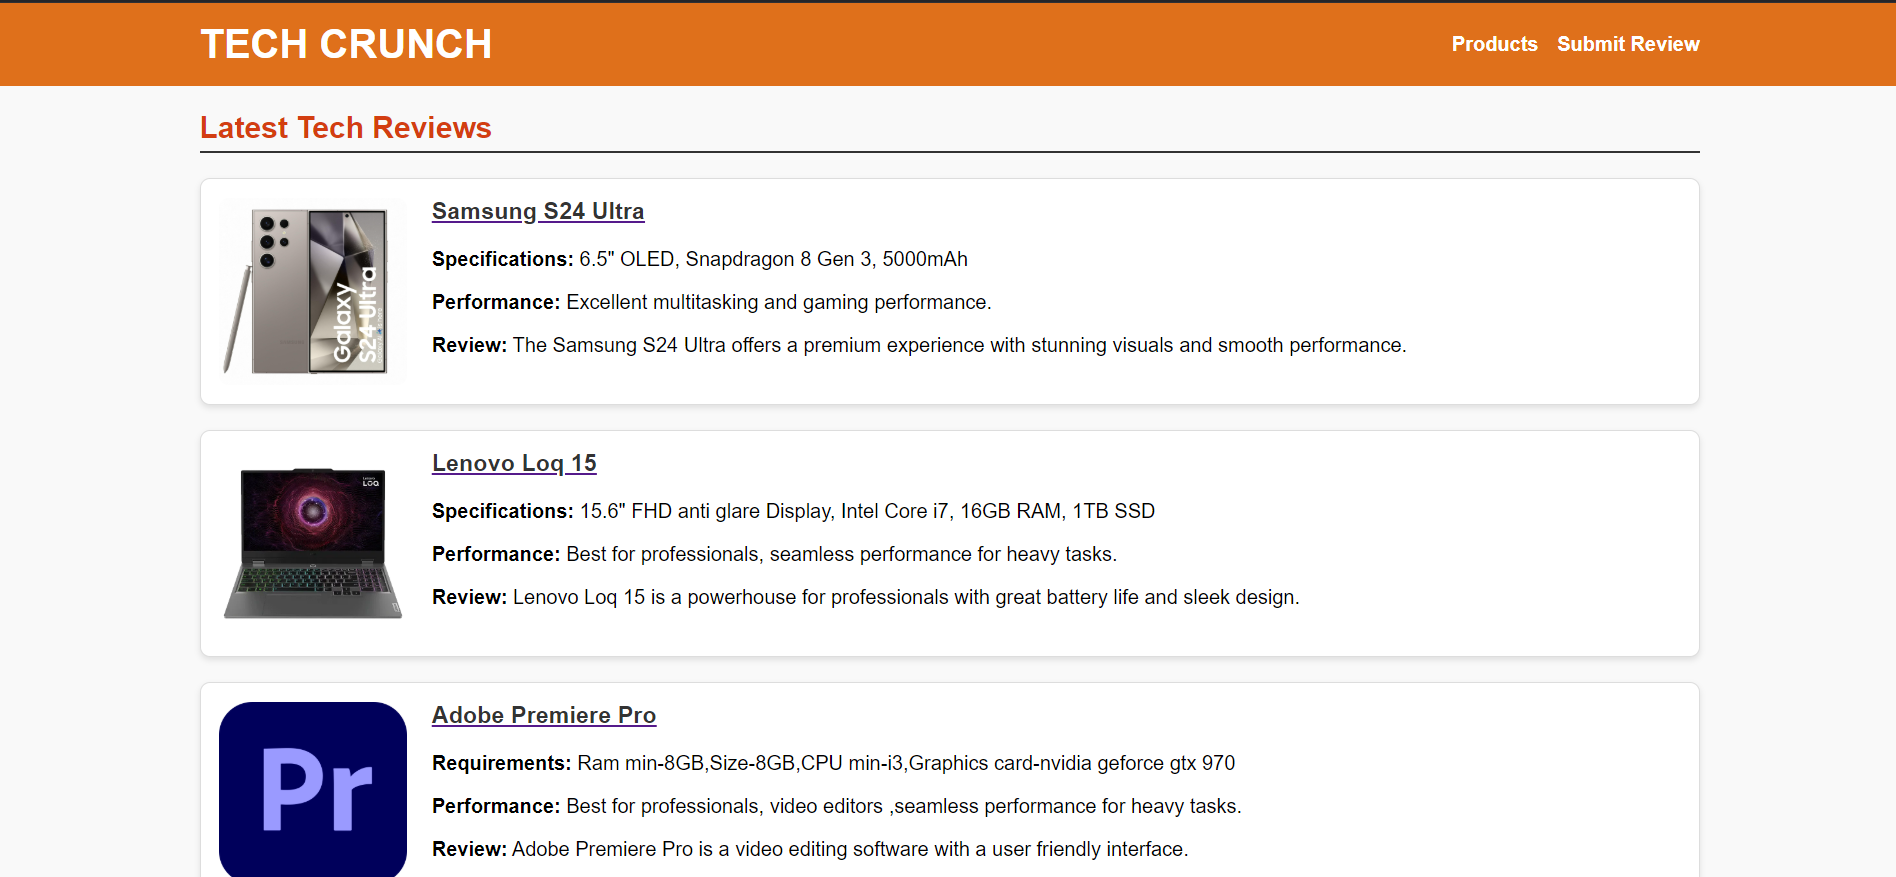 TECH CRUNCH
Products
Submit Review
Latest Tech Reviews
Galaxy
S24 Ultra
Samsung S24 Ultra
Specifications: 6.5" OLED, Snapdragon 8 Gen 3, 5000mAh
Performance: Excellent multitasking and gaming performance.
Review: The Samsung S24 Ultra offers a premium experience with stunning visuals and smooth performance.
LOQ
Lenovo Loq 15
Specifications: 15.6" FHD anti glare Display, Intel Core i7, 16GB RAM, 1TB SSD
Performance: Best for professionals, seamless performance for heavy tasks.
Review: Lenovo Loq 15 is a powerhouse for professionals with great battery life and sleek design.
Pr
Adobe Premiere Pro
Requirements: Ram min-8GB,Size-8GB,CPU min-i3,Graphics card-nvidia geforce gtx 970
Performance: Best for professionals, video editors ,seamless performance for heavy tasks.
Review: Adobe Premiere Pro is a video editing software with a user friendly interface.